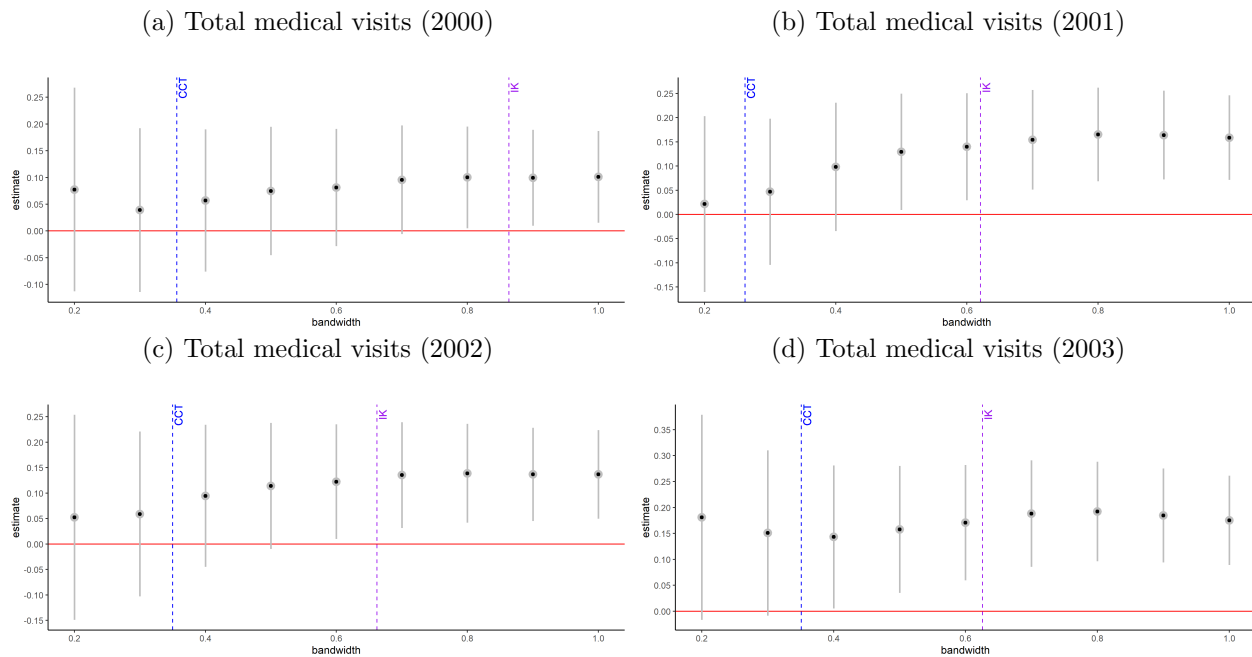 (a) Total medical visits (2000)
CCT
IK
0.25
0.20
0.15
0.10
0.05
0.00
-0.05
-0.10
estimate
0.2 0.4 0.6 0.8 1.0
bandwidth
(b) Total medical visits (2001)
CCT
IK
0.25
0.20
0.15
0.10
0.05
0.00
-0.05
-0.10
-0.15
estimate
0.2 0.4 0.6 0.8 1.0
bandwidth
(c) Total medical visits (2002)
CCT
IK
0.25
0.20
0.15
0.10
0.05
0.00
-0.05
-0.10
-0.15
estimate
0.2 0.4 0.6 0.8 1.0
bandwidth
(d) Total medical visits (2003)
CCT
IK
0.35
0.30
0.25
0.20
0.15
0.10
0.05
0.00
estimate
0.2 0.4 0.6 0.8 1.0
bandwidth